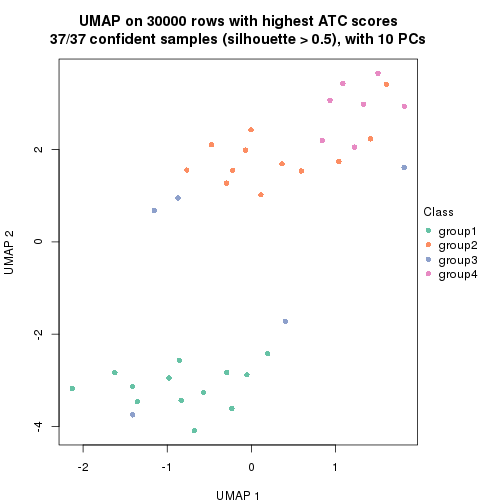 UMAP on 30000 rows with highest ATC scores
37/37 confident samples (silhouette > 0.5), with 10 PCs
UMAP 2
2
0
-2
-4
-2
-1
0
1
UMAP 1
Class
group1
group2
group3
group4